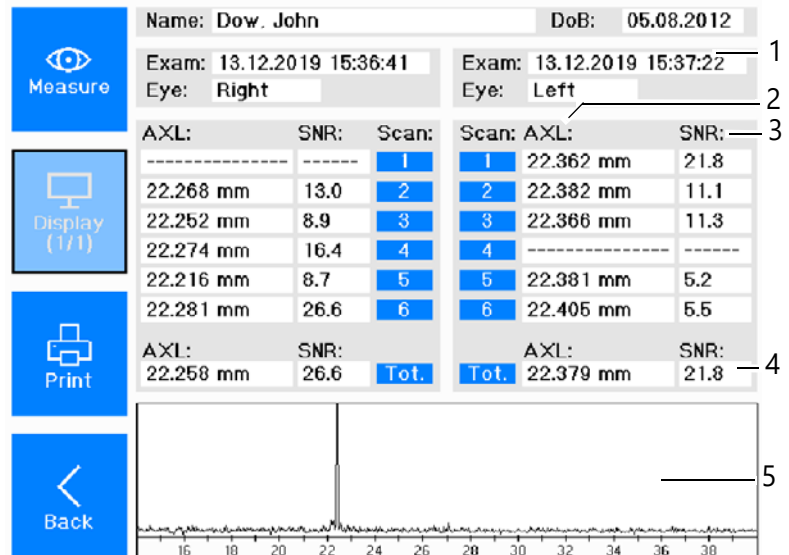 Name: Dow, John DoB: 05.08.2012
Measure
Exam: 13.12.2019 15:36:41 Exam: 13.12.2019 15:37:22 1
Eye: Right Eye: Left
2
AXL: SNR: Scan: Scan: AXL: SNR: 3
--------------- ------ 1 1 22.362 mm 21.8
22.268 mm 13.0 2 2 22.382 mm 11.1
Display
(1/1)
22.252 mm 8.9 3 3 22.366 mm 11.3
22.274 mm 16.4 4 4 --------------- ------
22.216 mm 8.7 5 5 22.381 mm 5.2
22.281 mm 26.6 6 6 22.405 mm 5.5
AXL: SNR: AXL: SNR:
22.258 mm 26.6 Tot. Tot. 22.379 mm 21.8 4
Print
5
Back
16 18 20 22 24 26 28 30 32 34 36 38